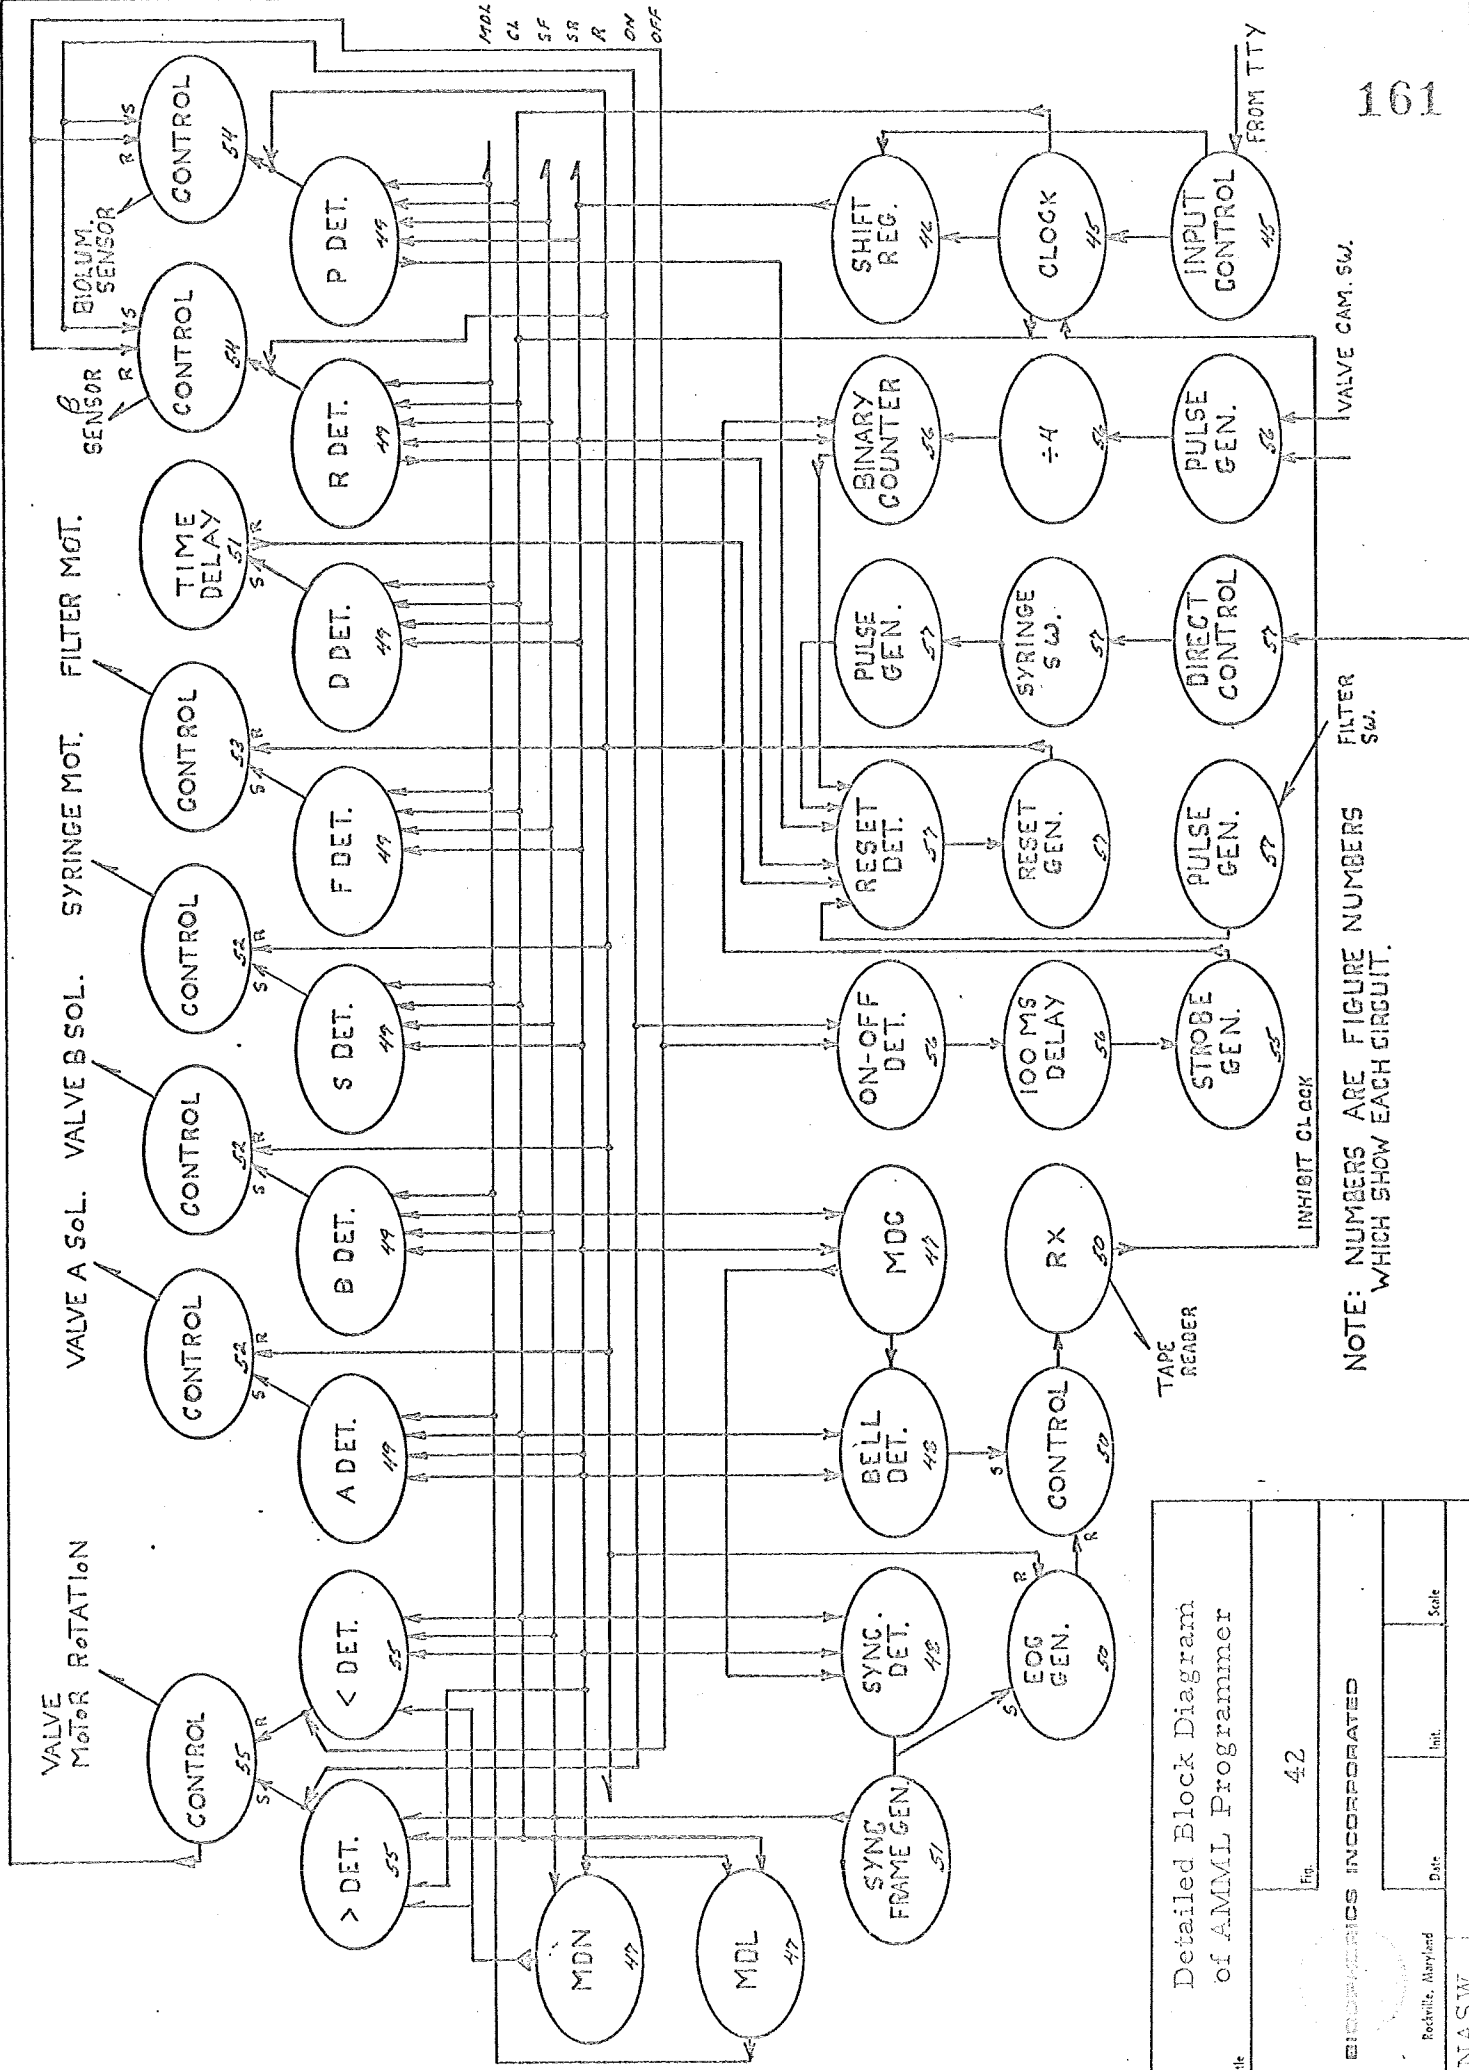 VALVE
MOTOR ROTATION
VALVE A SOL.
VALVE B SOL.
SYRINGE MOT.
FILTER MOT.
β
SENSOR
BIOLUM.
SENSOR
CONTROL
55
S
R
CONTROL
52
S
R
CONTROL
52
S
R
CONTROL
52
S
R
CONTROL
53
S
R
TIME
DELAY
51
S
R
CONTROL
54
R
S
CONTROL
54
R
S
> DET.
55
< DET.
55
A DET.
49
B DET.
49
S DET.
49
F DET.
49
D DET.
49
R DET.
49
P DET.
49
MDL
CL
SF
SR
R
ON
OFF
MDN
47
MDL
47
SYNC
FRAME GEN.
51
SYNC.
DET.
48
BELL
DET.
48
MDC
47
ON-OFF
DET.
56
RESET
DET.
57
PULSE
GEN.
57
BINARY
COUNTER
56
SHIFT
REG.
46
EOG
GEN.
50
S
R
R
CONTROL
50
S
RX
50
100 MS
DELAY
56
RESET
GEN.
57
SYRINGE
SW.
57
÷4
56
CLOCK
45
TAPE
READER
STROBE
GEN.
55
PULSE
GEN.
57
DIRECT
CONTROL
57
PULSE
GEN.
56
INPUT
CONTROL
45
FROM TTY
INHIBIT CLOCK
FILTER
SW.
VALVE CAM. SW.
NOTE: NUMBERS ARE FIGURE NUMBERS
WHICH SHOW EACH CIRCUIT.
161
Detailed Block Diagram
of AMML Programmer
Fig.
42
BIOSPHERICS INCORPORATED
Rockville, Maryland
Date
Init.
Scale
NASW